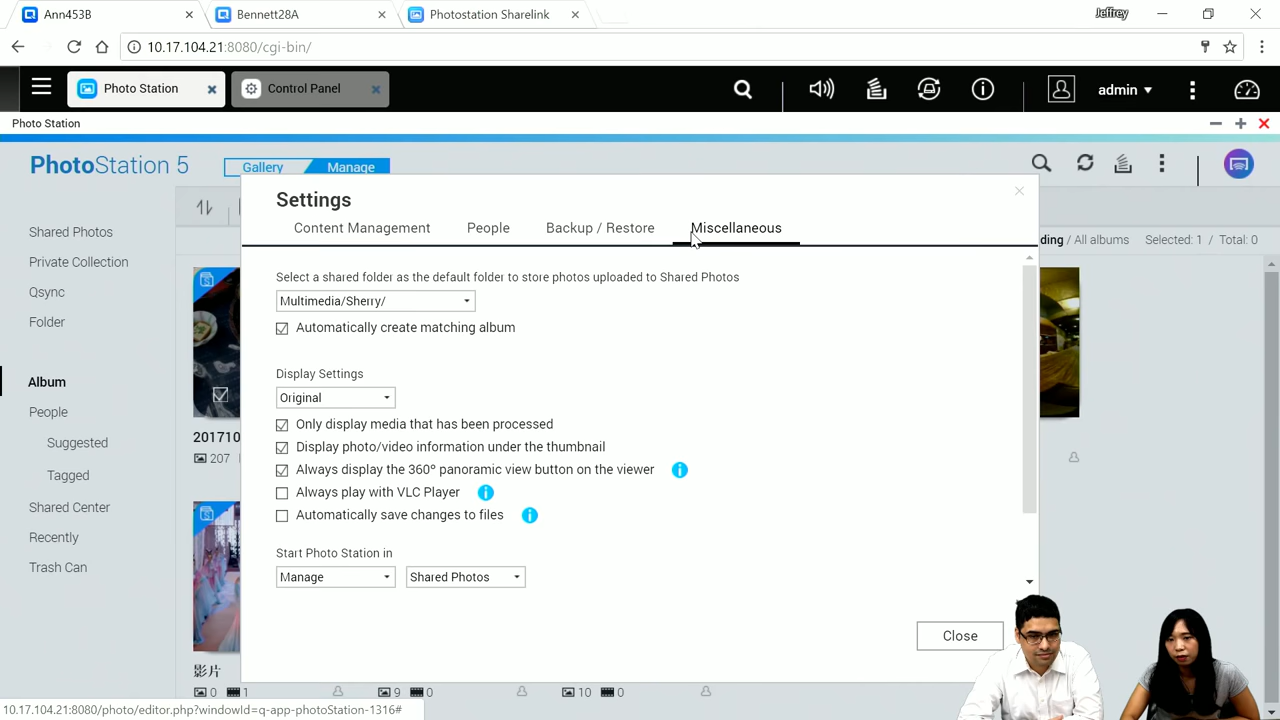 Ann453B
Bennett28A
Photostation Sharelink
Jeffrey
10.17.104.21:8080/cgi-bin/
Photo Station
Control Panel
admin
Photo Station
PhotoStation 5
Gallery
Manage
Settings
Content Management
People
Backup / Restore
Miscellaneous
Shared Photos
Private Collection
Qsync
Folder
Album
People
Suggested
Tagged
Shared Center
Recently
Trash Can
ding / All albums
Selected: 1 / Total: 0
Select a shared folder as the default folder to store photos uploaded to Shared Photos
Multimedia/Sherry/
Automatically create matching album
Display Settings
Original
Only display media that has been processed
Display photo/video information under the thumbnail
Always display the 360º panoramic view button on the viewer
Always play with VLC Player
Automatically save changes to files
Start Photo Station in
Manage
Shared Photos
Close
201710
207
影片
0 1
9 0
10 0
10.17.104.21:8080/photo/editor.php?windowId=q-app-photoStation-1316#